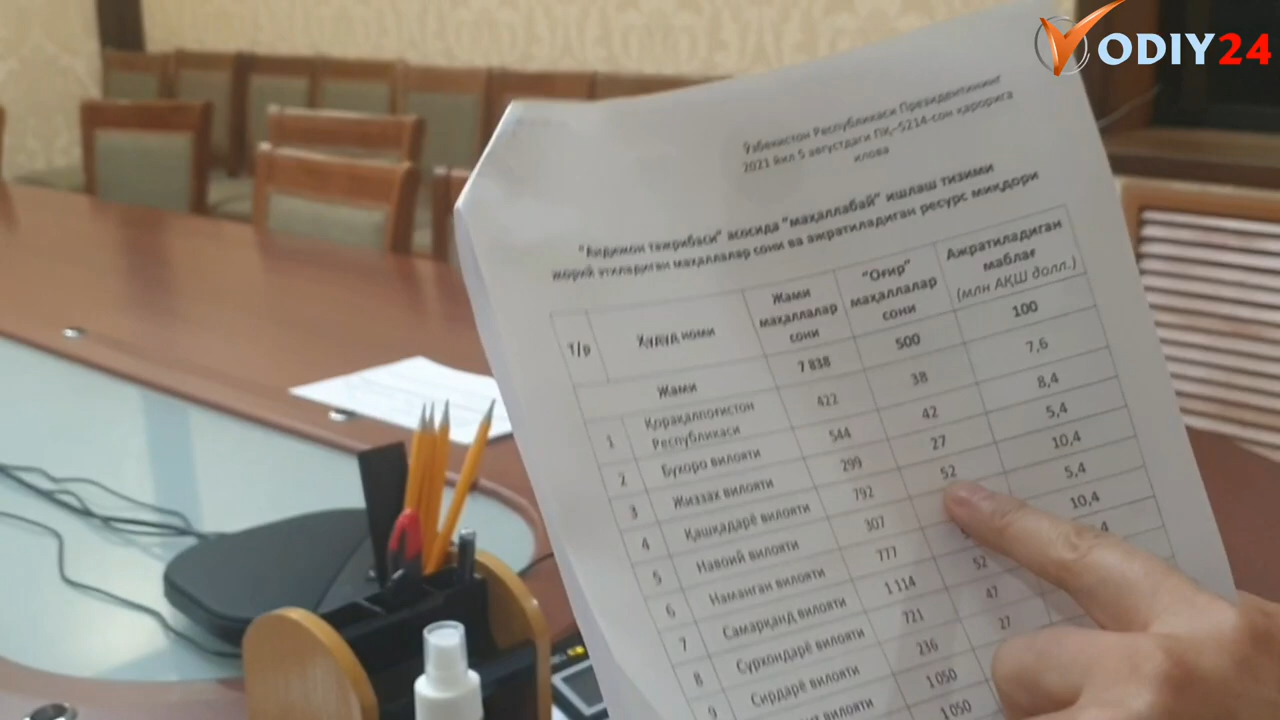 VODIY24
Ўзбекистон Республикаси Президентининг
2021 йил 5 августдаги ПҚ–5214-сон қарорига
илова
"Андижон тажрибаси" асосида "маҳаллабай" ишлаш тизими
жорий этиладиган маҳаллалар сони ва ажратиладиган ресурс миқдори
Т/р Ҳудуд номи Жами маҳаллалар сони "Оғир" маҳаллалар сони Ажратиладиган маблағ (млн АҚШ долл.)
Жами 7 838 500 100
1 Қорақалпоғистон Республикаси 422 38 7,6
2 Бухоро вилояти 544 42 8,4
3 Жиззах вилояти 299 27 5,4
4 Қашқадарё вилояти 792 52 10,4
5 Навоий вилояти 307 5,4
6 Наманган вилояти 777 10,4
7 Самарқанд вилояти 1 114 52
8 Сурхондарё вилояти 721 47
9 Сирдарё вилояти 236 27
1 050
1 050